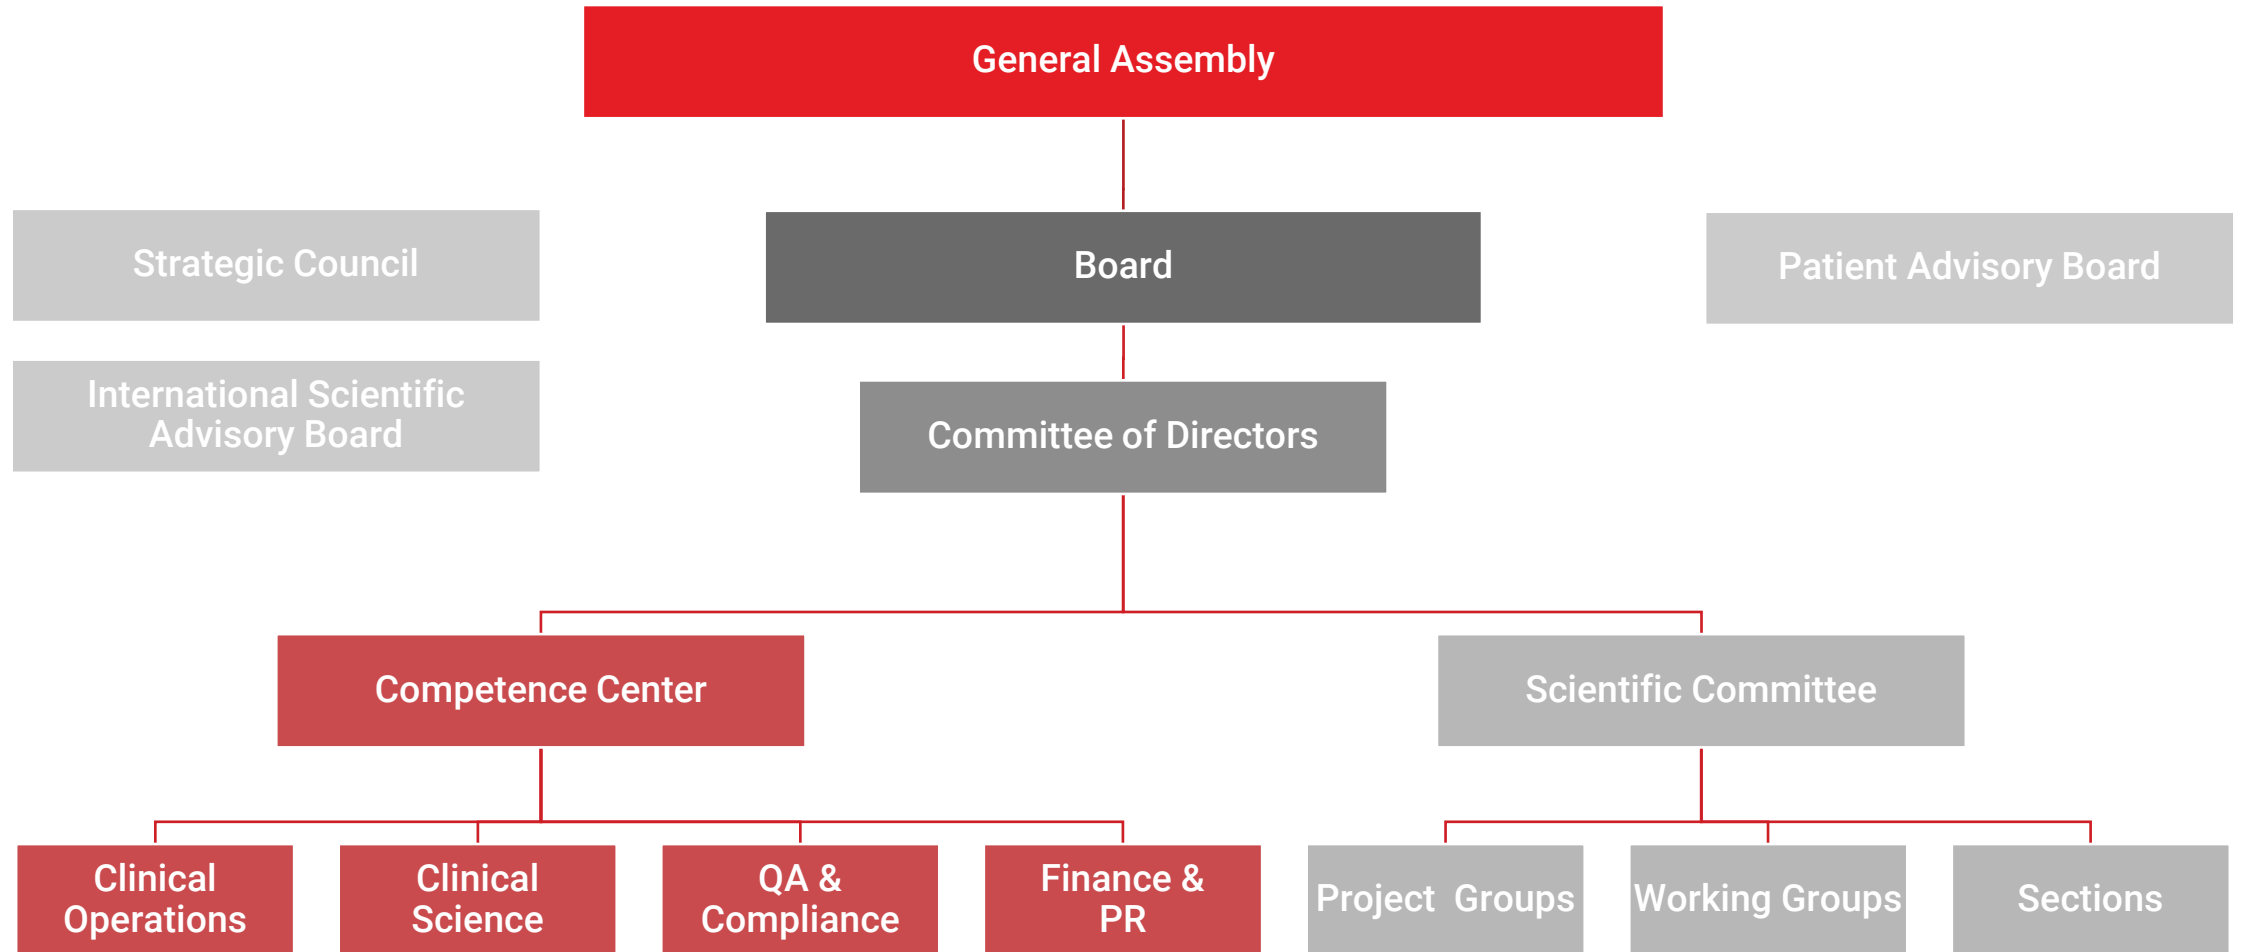 General Assembly
Strategic Council
Board
Patient Advisory Board
International Scientific
Advisory Board
Committee of Directors
Competence Center
Scientific Committee
Clinical
Operations
Clinical
Science
QA &
Compliance
Finance &
PR
Project  Groups
Working Groups
Sections